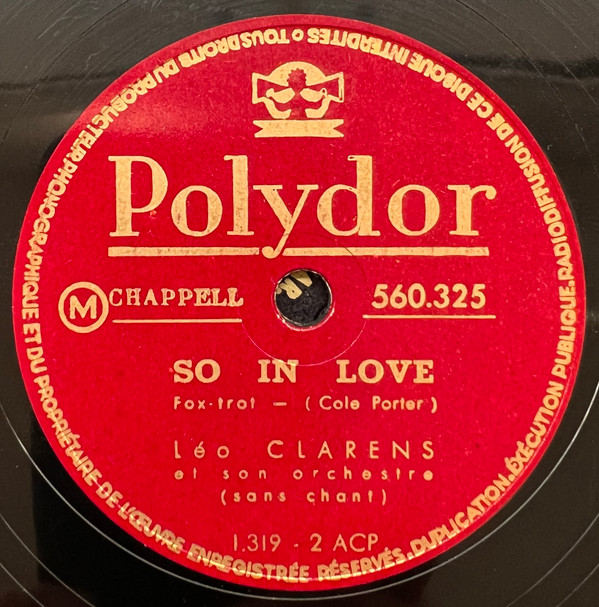 TOUS DROITS DU PRODUCTEUR PHONOGRAPHIQUE ET DU PROPRIÉTAIRE DE L'ŒUVRE ENREGISTRÉE RÉSERVÉS. DUPLICATION. EXÉCUTION PUBLIQUE. RADIODIFFUSION DE CE DISQUE INTERDITES
Polydor
M CHAPPELL 560.325
SO IN LOVE
Fox-trot — (Cole Porter)
Léo CLARENS
et son orchestre
(sans chant)
1.319 - 2 ACP